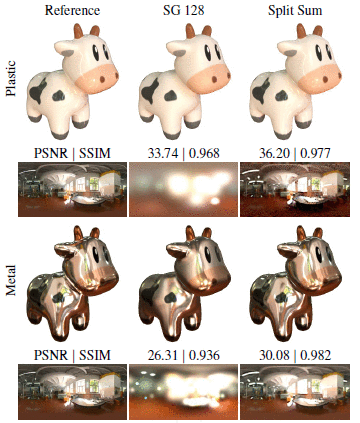 Reference SG 128 Split Sum
Plastic
PSNR | SSIM 33.74 | 0.968 36.20 | 0.977
Metal
PSNR | SSIM 26.31 | 0.936 30.08 | 0.982